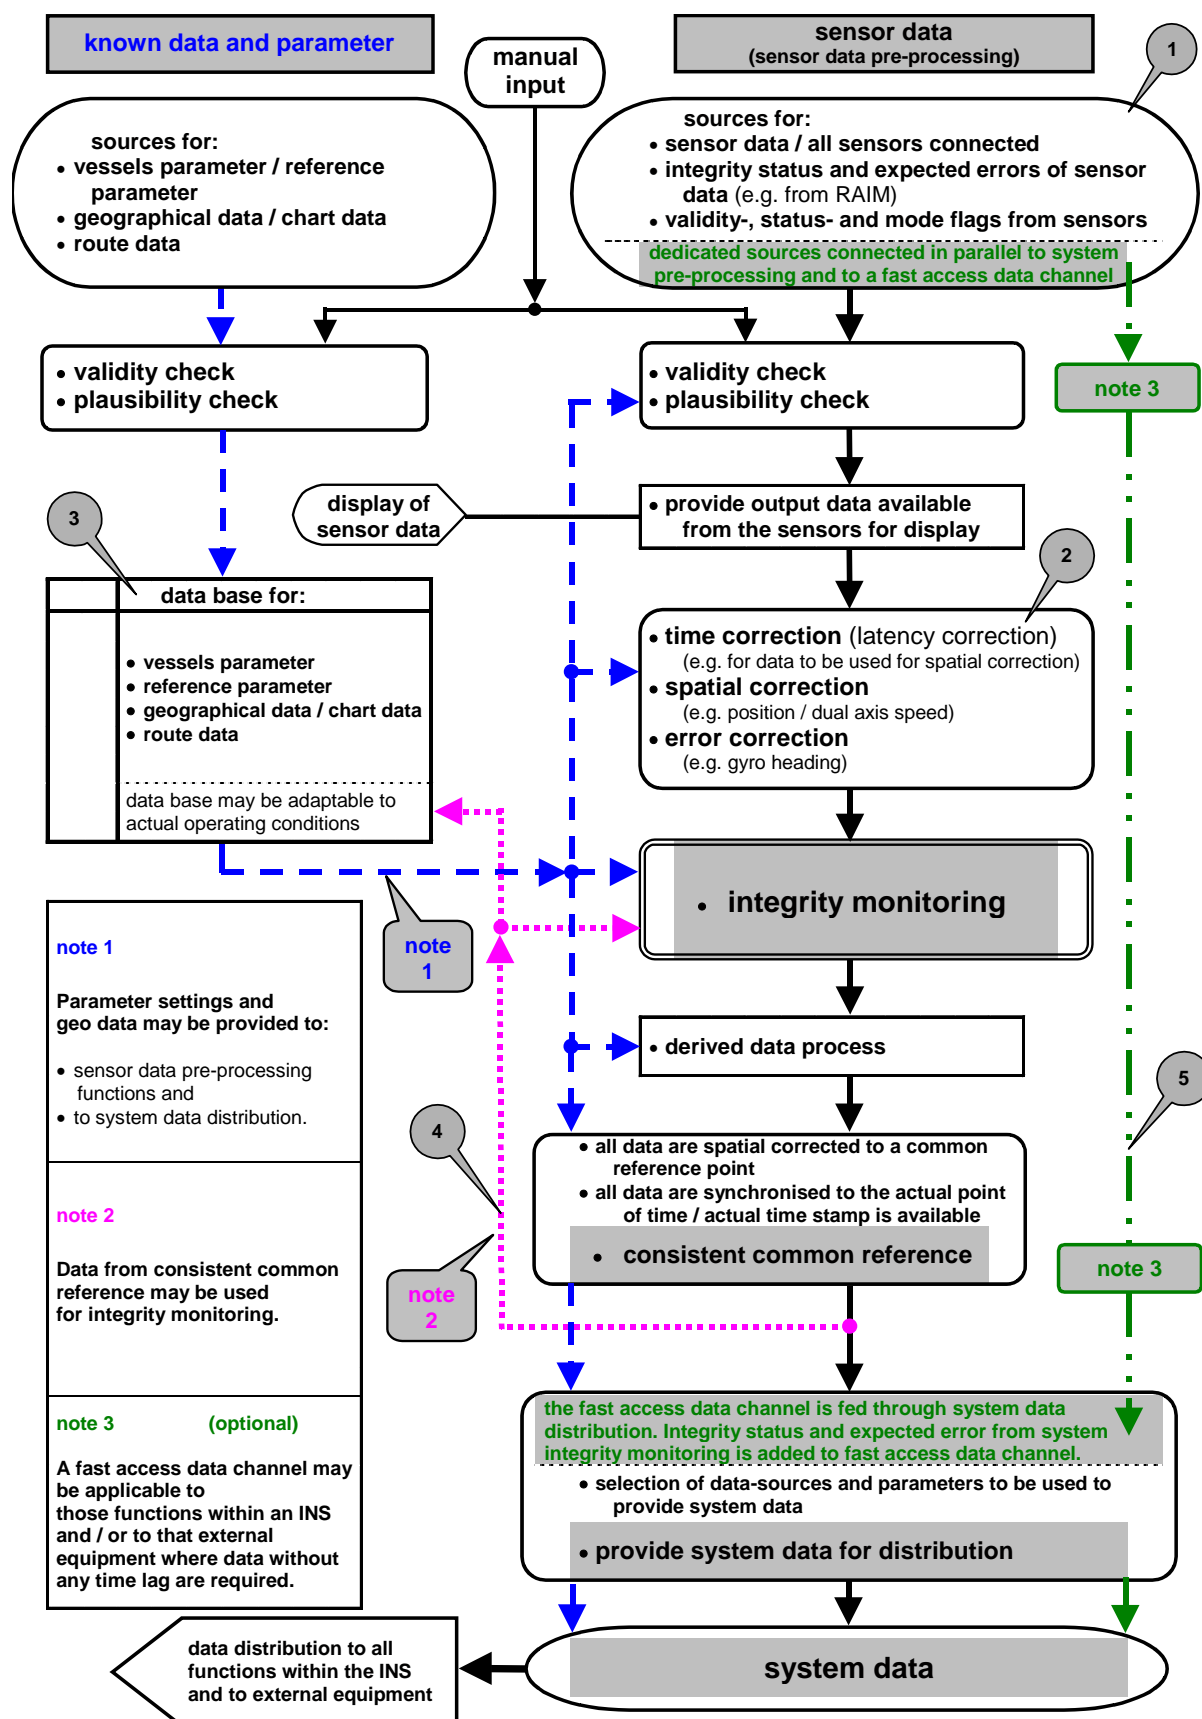 known data and parameter
manual
input
sensor data
(sensor data pre-processing)
1
sources for:
• vessels parameter / reference
parameter
• geographical data / chart data
• route data
sources for:
• sensor data / all sensors connected
• integrity status and expected errors of sensor
data (e.g. from RAIM)
• validity-, status- and mode flags from sensors
dedicated sources connected in parallel to system
pre-processing and to a fast access data channel
• validity check
• plausibility check
• validity check
• plausibility check
note 3
3
display of
sensor data
• provide output data available
from the sensors for display
2
data base for:
• vessels parameter
• reference parameter
• geographical data / chart data
• route data
data base may be adaptable to
actual operating conditions
• time correction (latency correction)
(e.g. for data to be used for spatial correction)
• spatial correction
(e.g. position / dual axis speed)
• error correction
(e.g. gyro heading)
• integrity monitoring
note
1
note 1
Parameter settings and
geo data may be provided to:
• sensor data pre-processing
functions and
• to system data distribution.
• derived data process
5
4
• all data are spatial corrected to a common
reference point
• all data are synchronised to the actual point
of time / actual time stamp is available
• consistent common reference
note 3
note
2
note 2
Data from consistent common
reference may be used
for integrity monitoring.
note 3 (optional)
A fast access data channel may
be applicable to
those functions within an INS
and / or to that external
equipment where data without
any time lag are required.
the fast access data channel is fed through system data
distribution. Integrity status and expected error from system
integrity monitoring is added to fast access data channel.
• selection of data-sources and parameters to be used to
provide system data
• provide system data for distribution
data distribution to all
functions within the INS
and to external equipment
system data